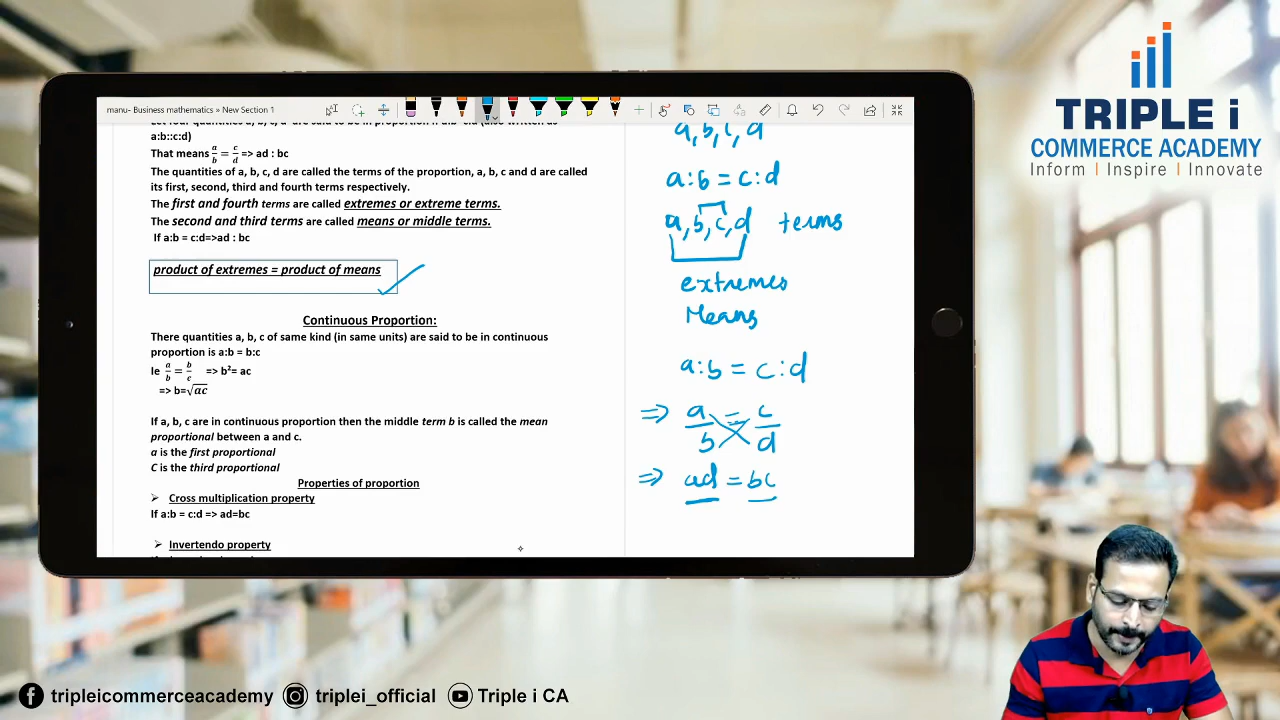 TRIPLE i
COMMERCE ACADEMY
Inform | Inspire | Innovate
manu- Business mathematics » New Section 1
a:b::c:d)
That means a/b = c/d => ad : bc
The quantities of a, b, c, d are called the terms of the proportion, a, b, c and d are called
its first, second, third and fourth terms respectively.
The first and fourth terms are called extremes or extreme terms.
The second and third terms are called means or middle terms.
If a:b = c:d=>ad : bc
product of extremes = product of means
Continuous Proportion:
There quantities a, b, c of same kind (in same units) are said to be in continuous
proportion is a:b = b:c
Ie a/b = b/c => b²= ac
=> b=√ac
If a, b, c are in continuous proportion then the middle term b is called the mean
proportional between a and c.
a is the first proportional
C is the third proportional
Properties of proportion
➢ Cross multiplication property
If a:b = c:d => ad=bc
➢ Invertendo property
a, b, c, d
a:b = c:d
a, b, c, d terms
extremes
Means
a:b = c:d
⇒ a/b = c/d
⇒ ad = bc
tripleicommerceacademy triplei_official Triple i CA